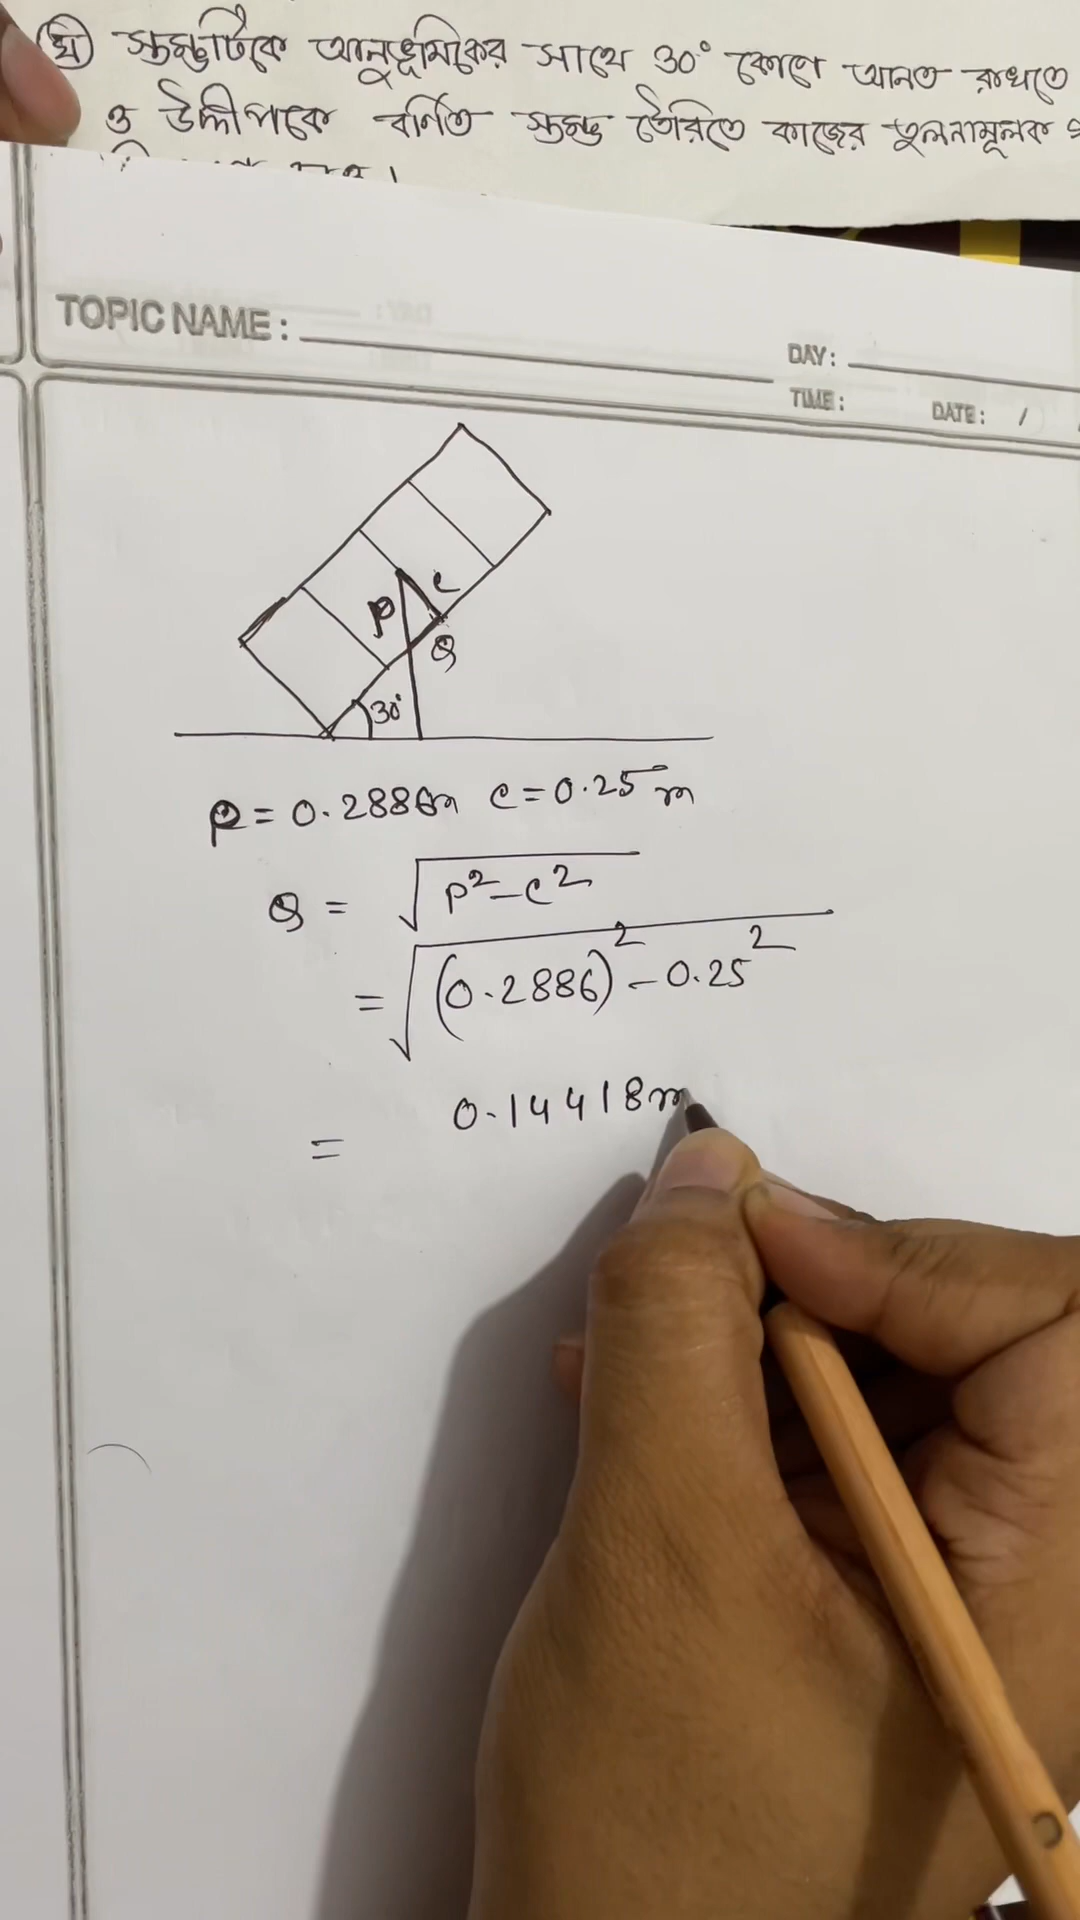 ঘ) স্তম্ভটিকে আনুভূমিকের সাথে 30° কোণে আনত রাখতে
ও উদ্দীপকে বর্ণিত স্তম্ভ তৈরিতে কাজের তুলনামূলক
TOPIC NAME :
DAY :
TIME :
DATE : /
P
c
Q
30°
P = 0.2886m c = 0.25 m
Q = √P² - c²
= √(0.2886)² - 0.25²
= 0.14418m